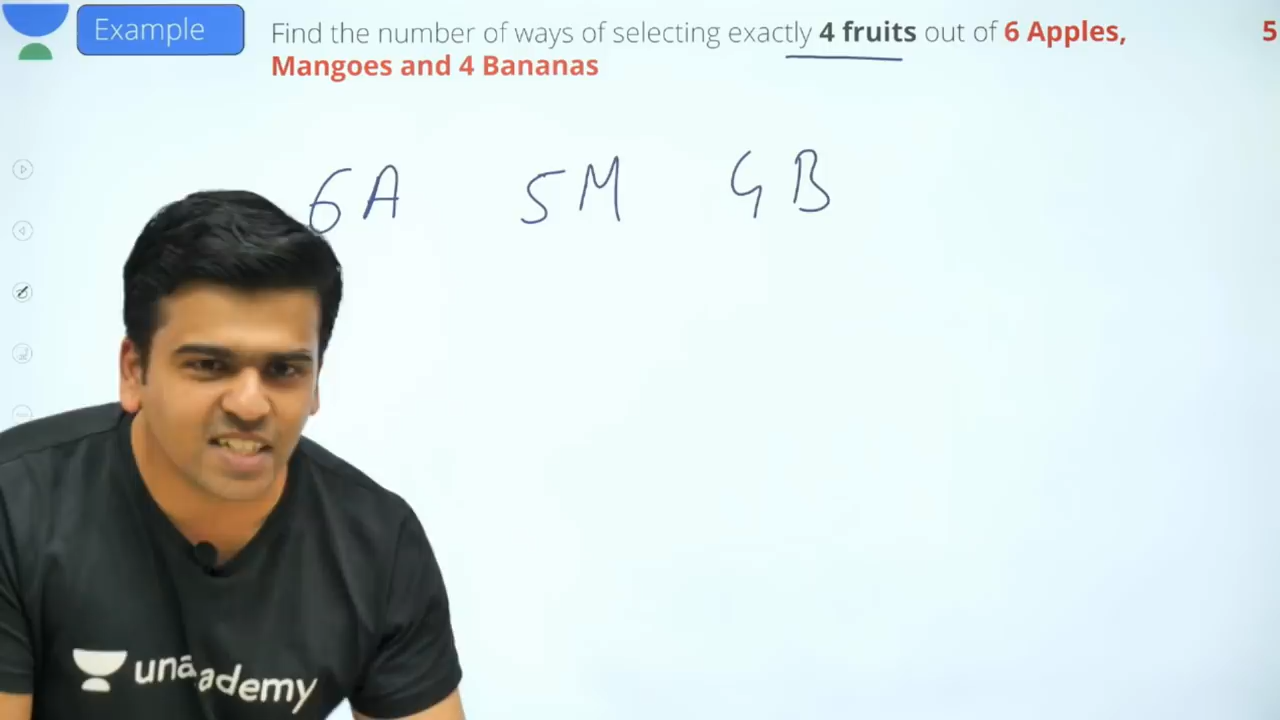 Example
Find the number of ways of selecting exactly 4 fruits out of 6 Apples, 5
Mangoes and 4 Bananas
6A 5M 4B
unacademy